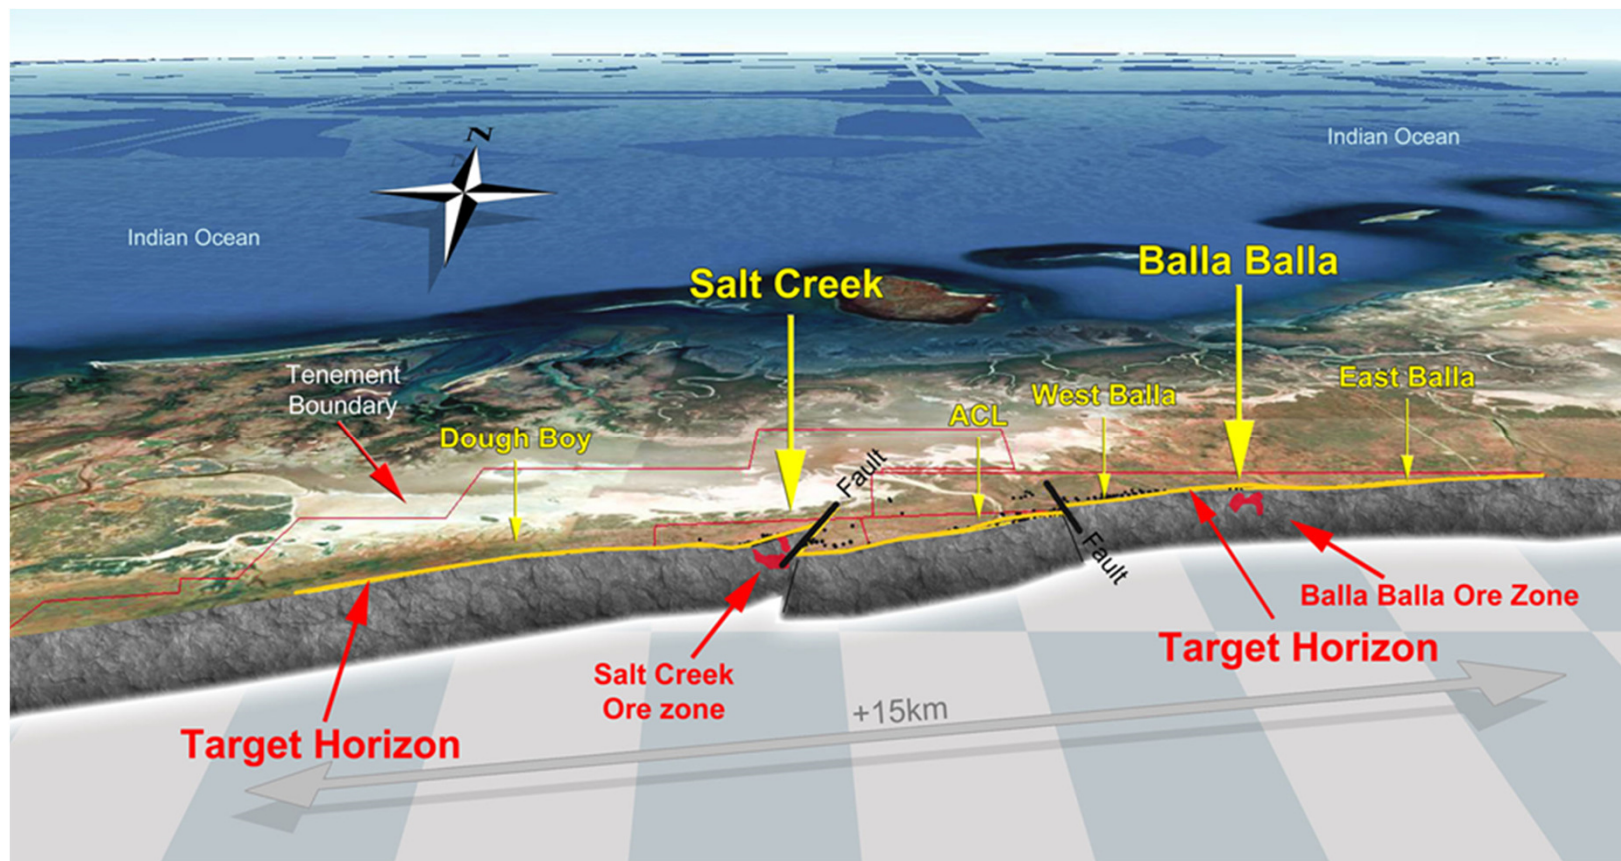 N
Indian Ocean
Indian Ocean
Balla Balla
Salt Creek
Tenement
Boundary
East Balla
West Balla
ACL
Dough Boy
Fault
Fault
Balla Balla Ore Zone
Target Horizon
Salt Creek
Ore zone
+15km
Target Horizon